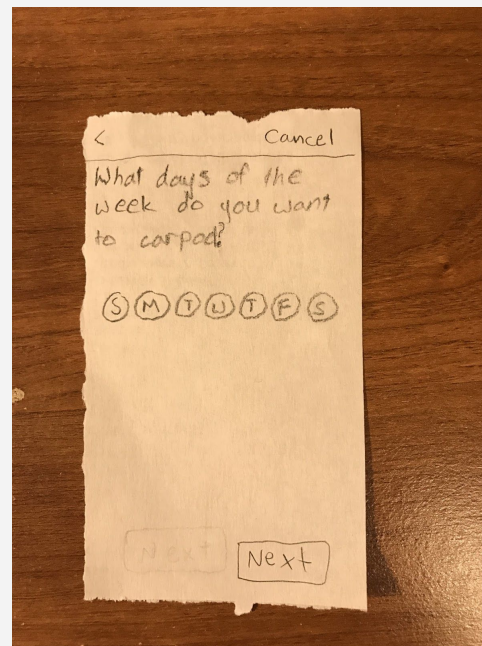 < Cancel
What days of the
week do you want
to carpool?
S M T W T F S
Next Next